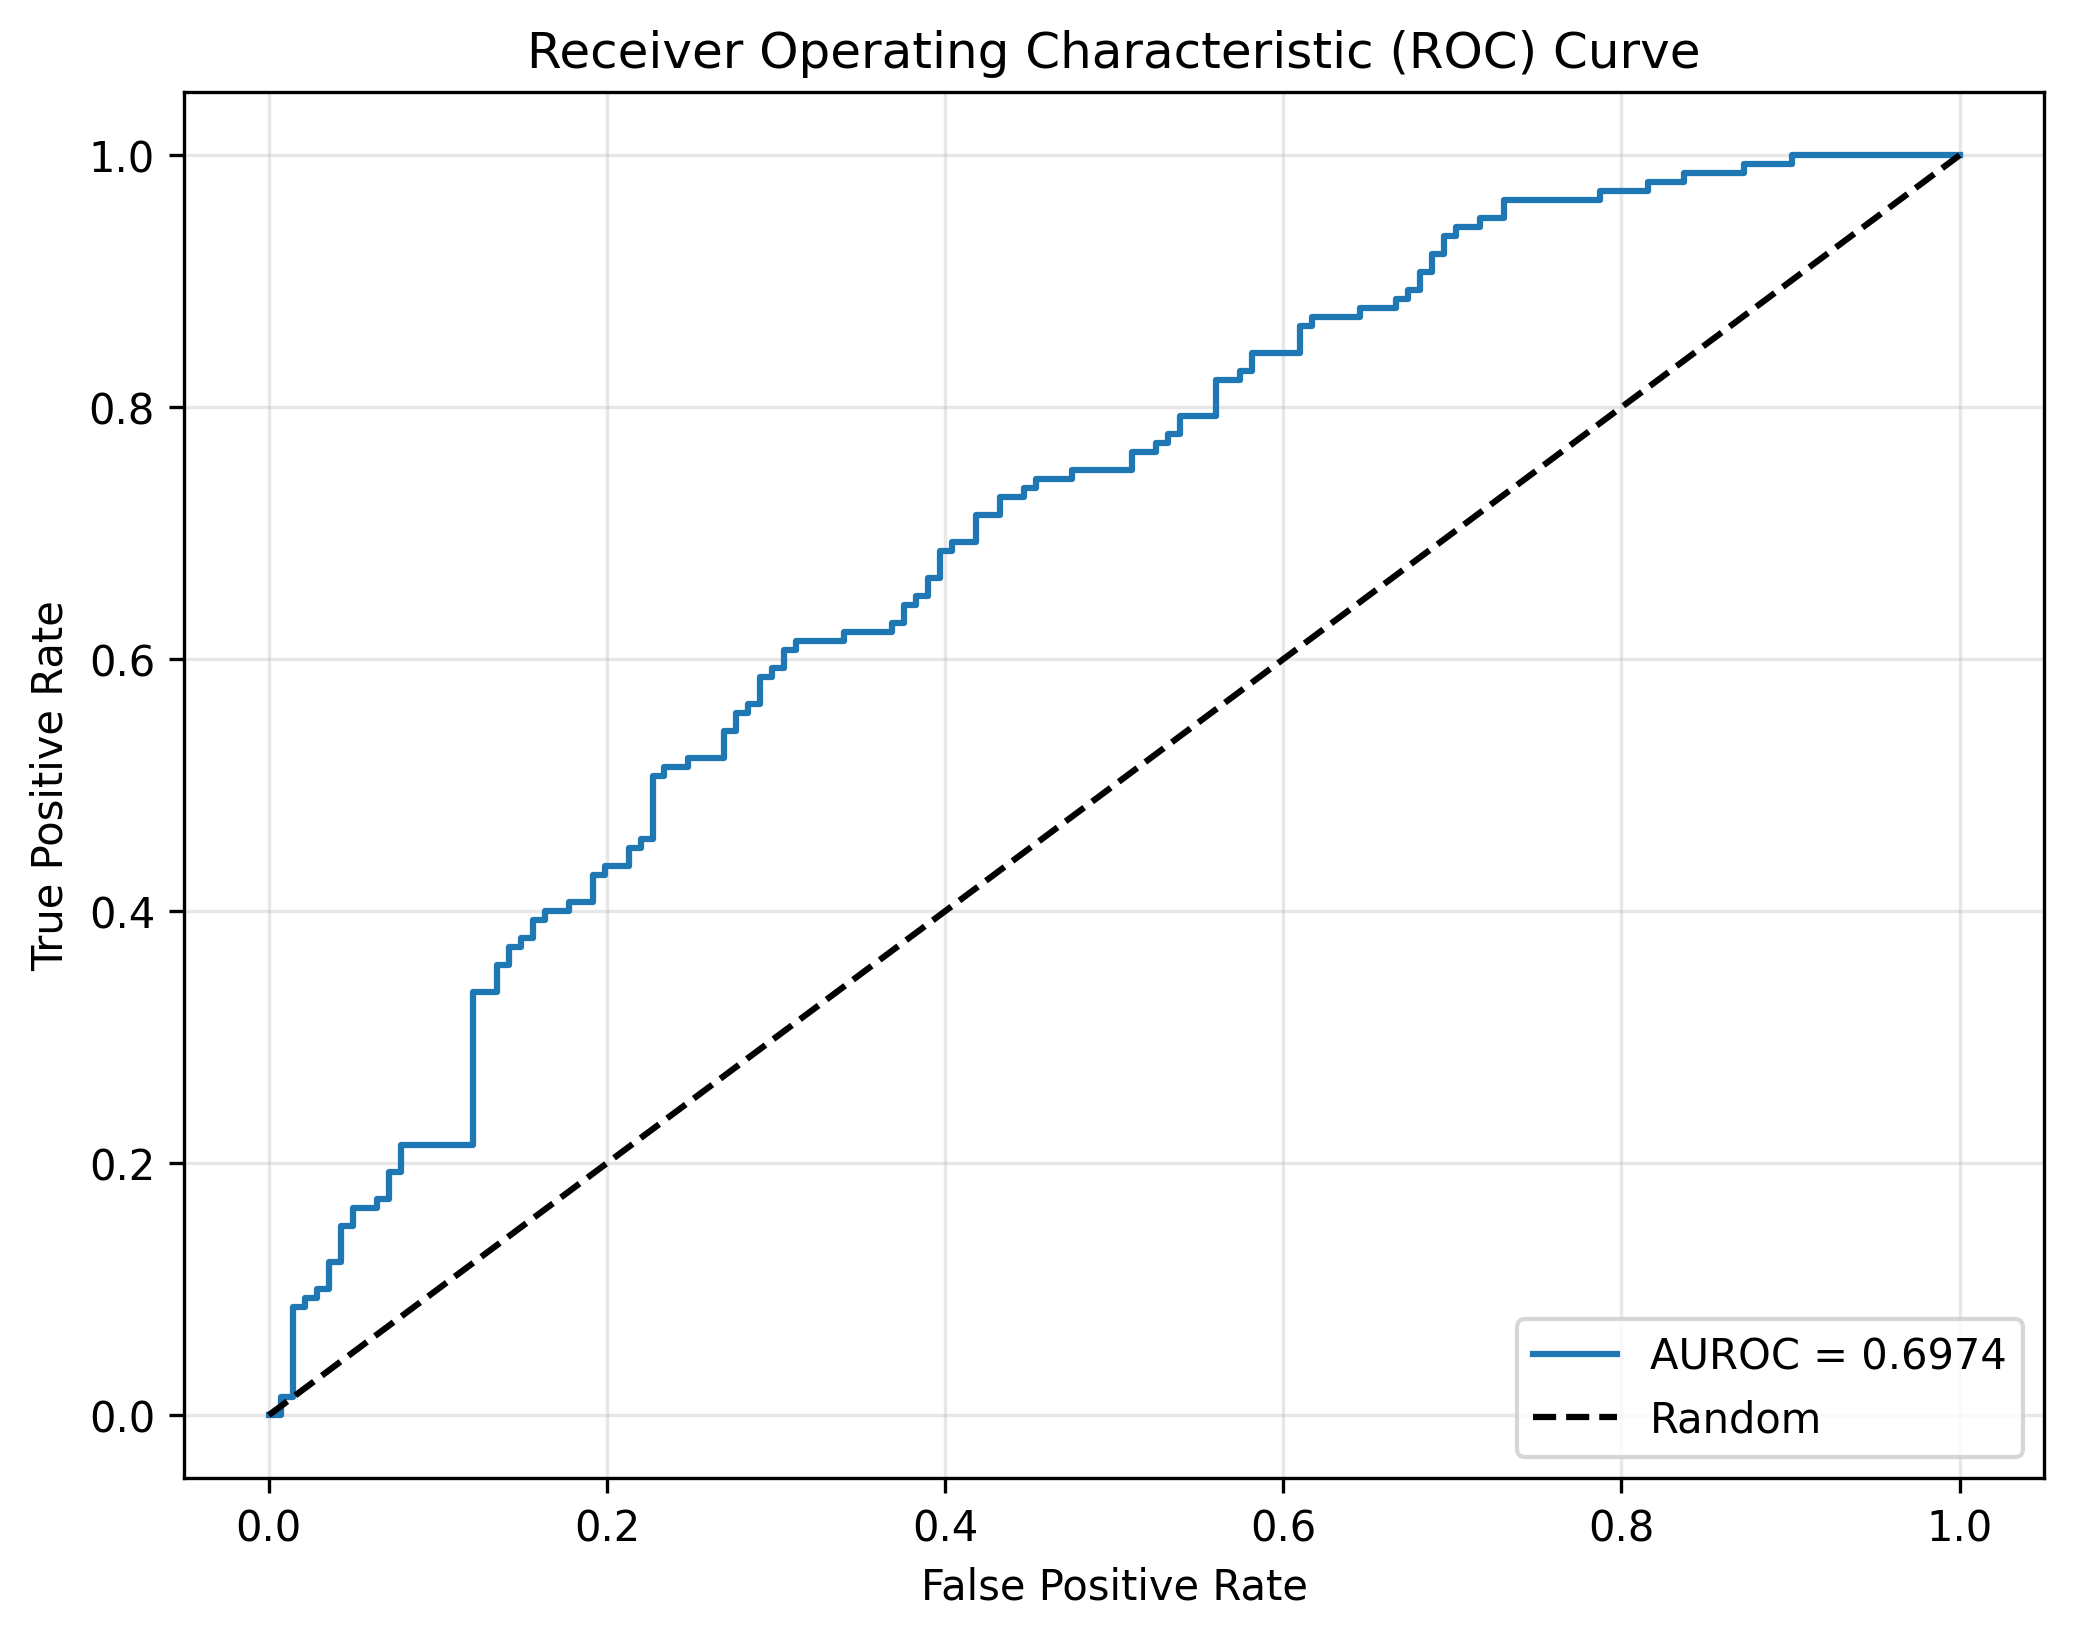 Receiver Operating Characteristic (ROC) Curve
1.0
0.8
0.6
0.4
0.2
0.0
True Positive Rate
0.0 0.2 0.4 0.6 0.8 1.0
False Positive Rate
AUROC = 0.6974
Random